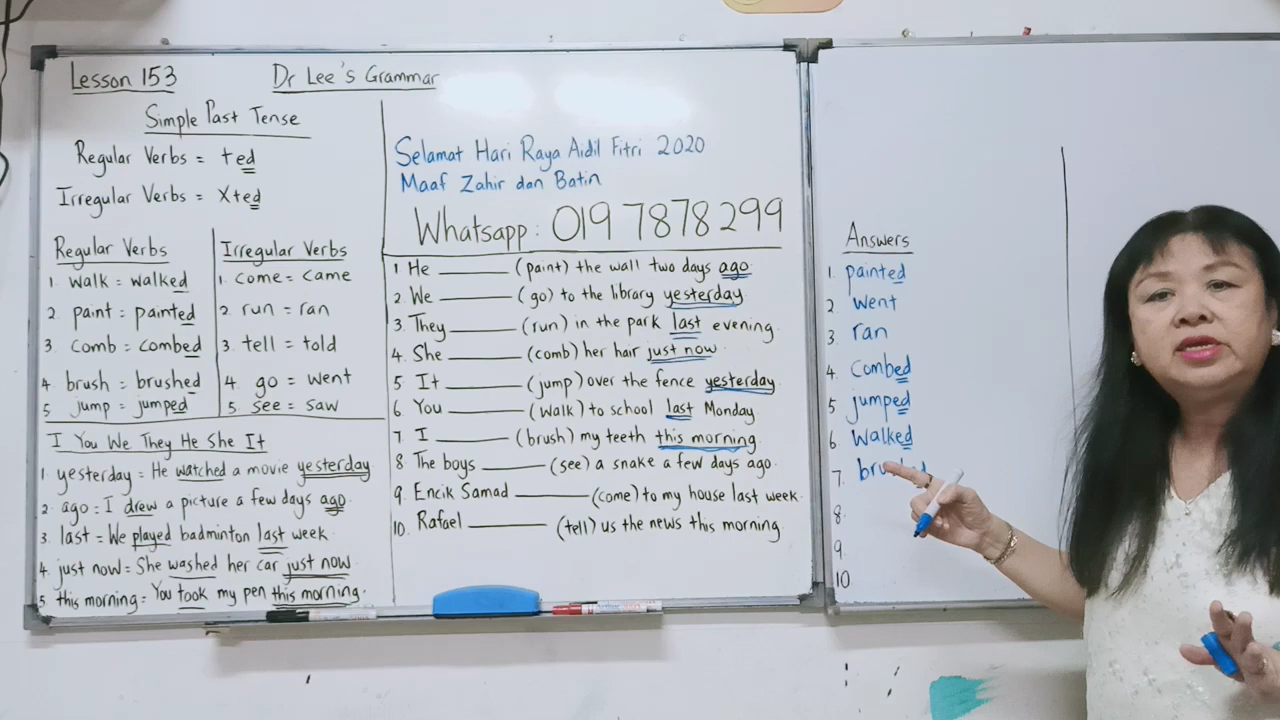 Lesson 153
Dr Lee's Grammar
Simple Past Tense
Regular Verbs = +ed
Irregular Verbs = X+ed
Regular Verbs
1. walk = walked
2. paint = painted
3. comb = combed
4 brush = brushed
5 jump = jumped
Irregular Verbs
1. come = came
2. run = ran
3. tell = told
4. go = went
5. see = saw
I You We They He She It
1. yesterday = He watched a movie yesterday
2. ago = I drew a picture a few days ago
3. last = We played badminton last week.
4. just now = She washed her car just now
5 this morning = You took my pen this morning.
Selamat Hari Raya Aidil Fitri 2020
Maaf Zahir dan Batin
Whatsapp : 019 7878299
1. He ______ (paint) the wall two days ago.
2. We ______ (go) to the library yesterday.
3. They ______ (run) in the park last evening.
4. She ______ (comb) her hair just now.
5 It ______ (jump) over the fence yesterday.
6 You ______ (walk) to school last Monday
7 I ______ (brush) my teeth this morning.
8 The boys ______ (see) a snake a few days ago.
9. Encik Samad ______ (come) to my house last week.
10. Rafael ______ (tell) us the news this morning.
Answers
1. painted
2. went
3. ran
4. combed
5 jumped
6. walked
7.
8.
9.
10